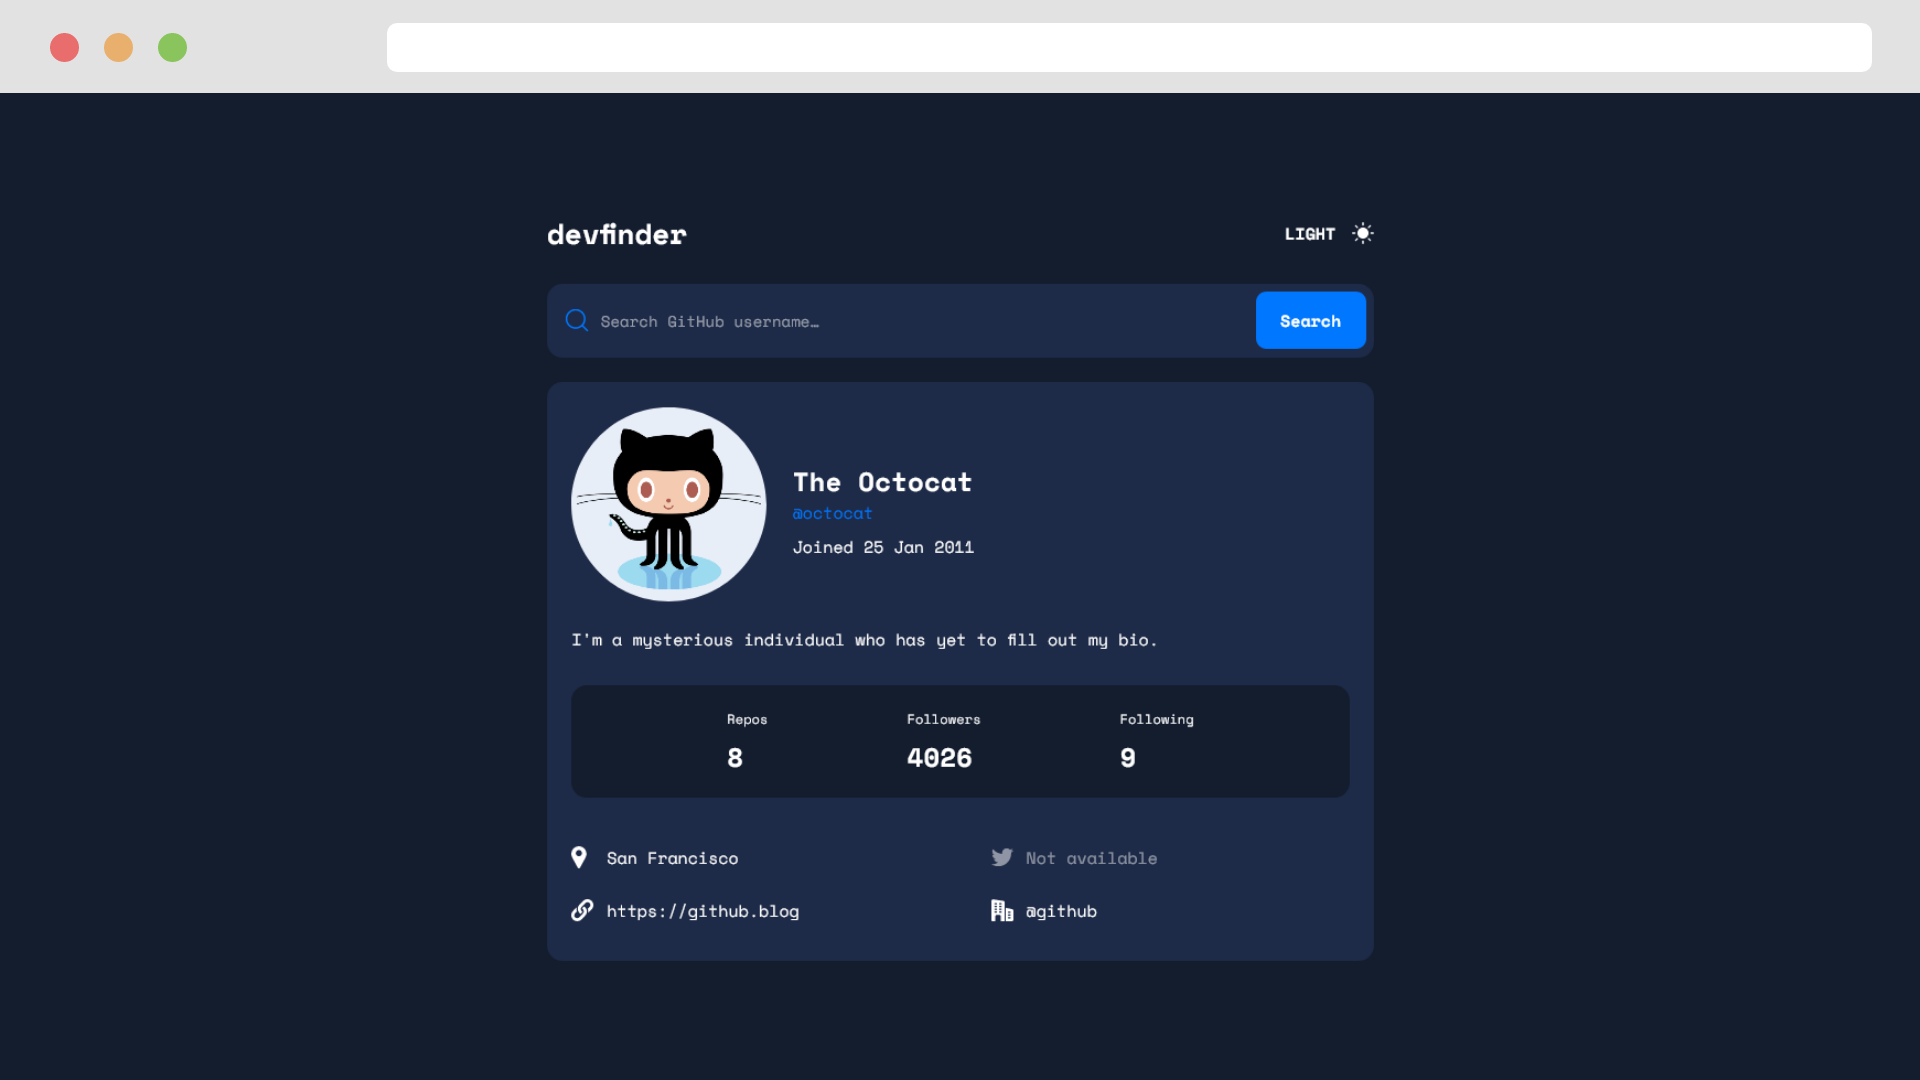 devfinder
LIGHT
Search GitHub username…
Search
The Octocat
@octocat
Joined 25 Jan 2011
I'm a mysterious individual who has yet to fill out my bio.
Repos
Followers
Following
8
4026
9
San Francisco
Not available
https://github.blog
@github